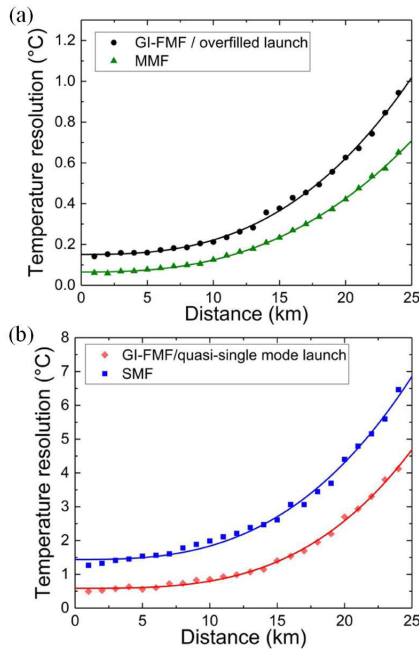 (a)
GI-FMF / overfilled launch
MMF
Temperature resolution (°C)
1.2
1.0
0.8
0.6
0.4
0.2
0.0
0 5 10 15 20 25
Distance (km)
(b)
GI-FMF/quasi-single mode launch
SMF
Temperature resolution (°C)
8
7
6
5
4
3
2
1
0
0 5 10 15 20 25
Distance (km)